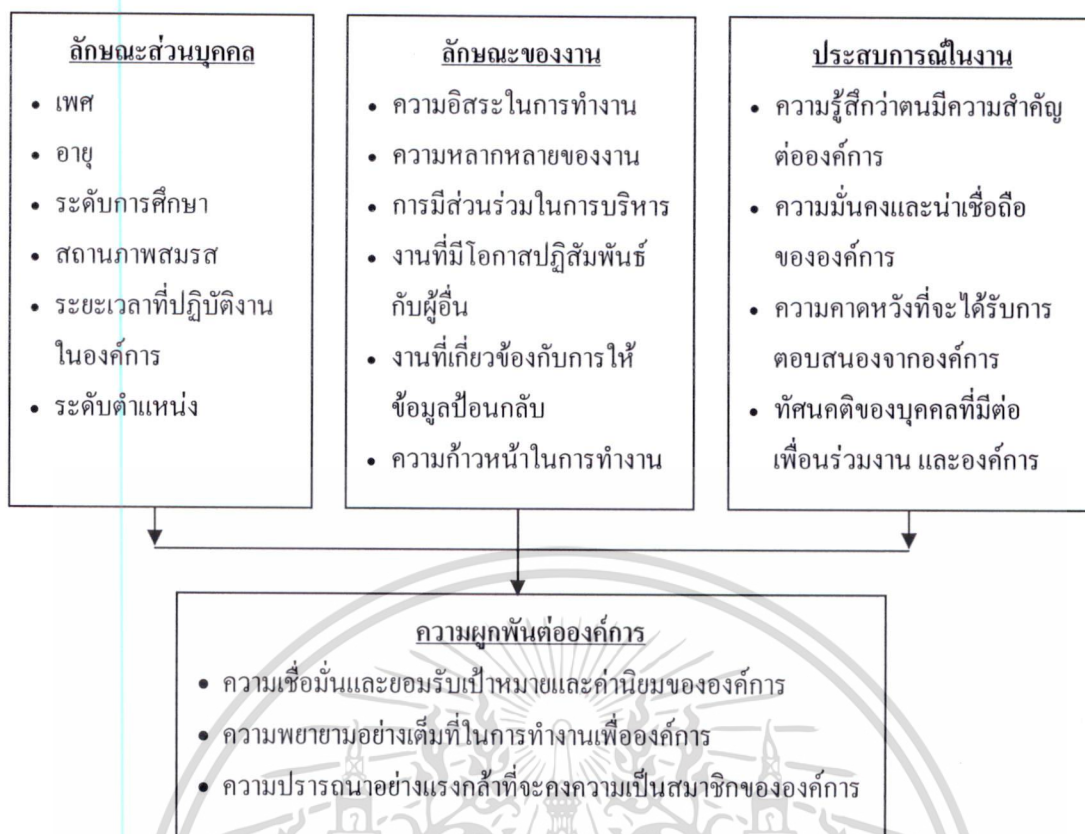 ลักษณะส่วนบุคคล
• เพศ
• อายุ
• ระดับการศึกษา
• สถานภาพสมรส
• ระยะเวลาที่ปฏิบัติงาน
ในองค์การ
• ระดับตำแหน่ง
ลักษณะของงาน
• ความอิสระในการทำงาน
• ความหลากหลายของงาน
• การมีส่วนร่วมในการบริหาร
• งานที่มีโอกาสปฏิสัมพันธ์
กับผู้อื่น
• งานที่เกี่ยวข้องกับการให้
ข้อมูลป้อนกลับ
• ความก้าวหน้าในการทำงาน
ประสบการณ์ในงาน
• ความรู้สึกว่าตนมีความสำคัญ
ต่อองค์การ
• ความมั่นคงและน่าเชื่อถือ
ขององค์การ
• ความคาดหวังที่จะได้รับการ
ตอบสนองจากองค์การ
• ทัศนคติของบุคคลที่มีต่อ
เพื่อนร่วมงาน และองค์การ
ความผูกพันต่อองค์การ
• ความเชื่อมั่นและยอมรับเป้าหมายและค่านิยมขององค์การ
• ความพยายามอย่างเต็มที่ในการทำงานเพื่อองค์การ
• ความปรารถนาอย่างแรงกล้าที่จะคงความเป็นสมาชิกขององค์การ